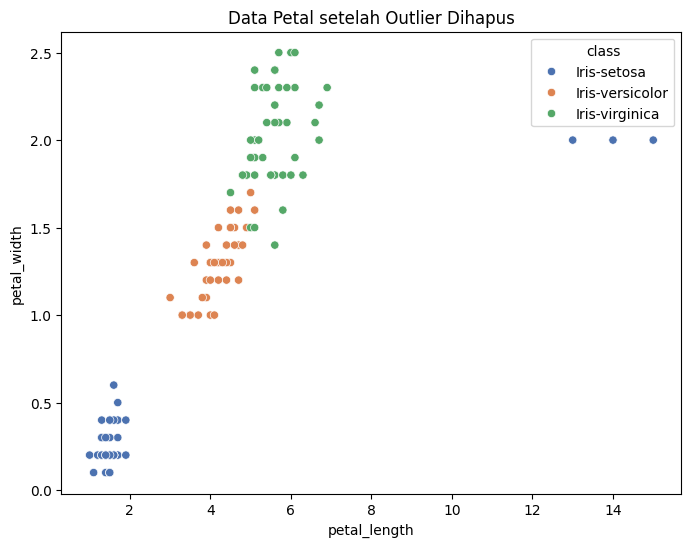 Data Petal setelah Outlier Dihapus
class
Iris-setosa
Iris-versicolor
Iris-virginica
petal_width
2.5
2.0
1.5
1.0
0.5
0.0
2 4 6 8 10 12 14
petal_length